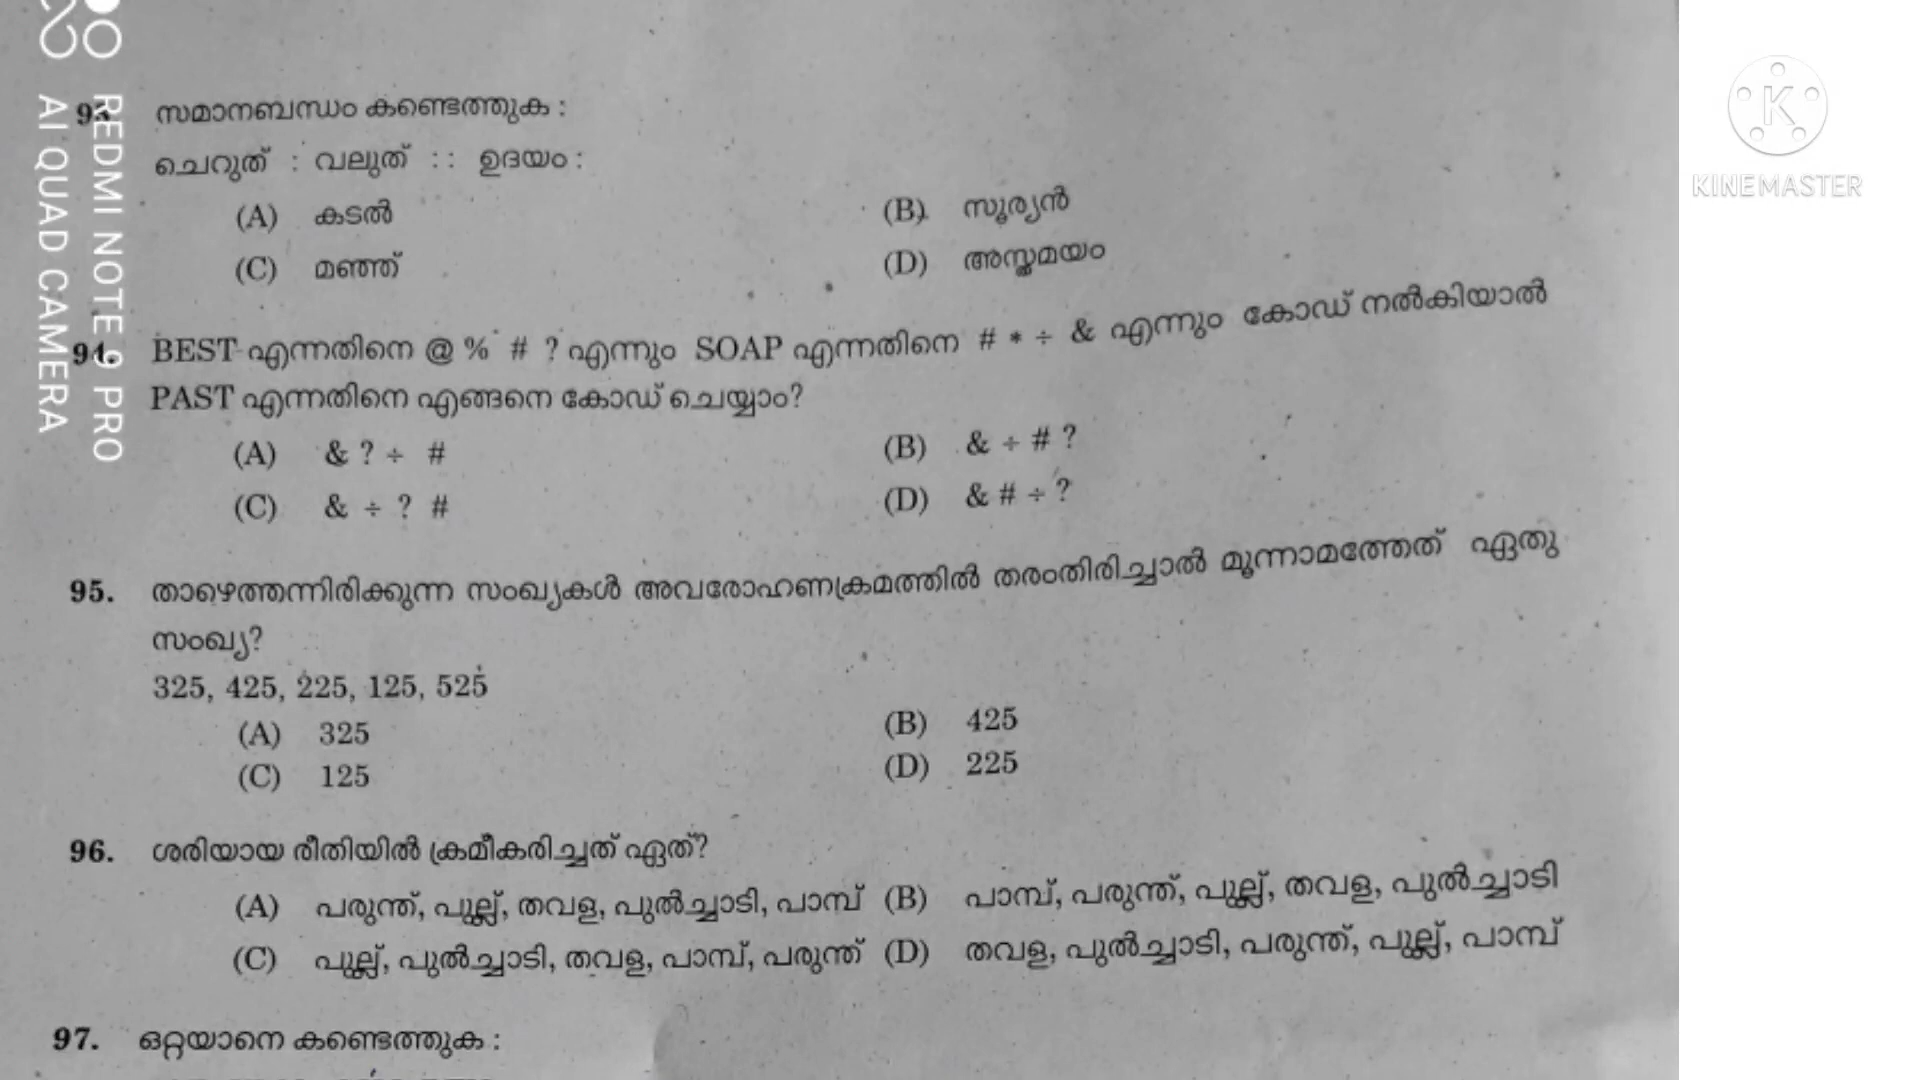 93. സമാനബന്ധം കണ്ടെത്തുക :
ചെറുത് : വലുത് :: ഉദയം :
(A) കടൽ (B) സൂര്യൻ
(C) മഞ്ഞ് (D) അസ്തമയം
94. BEST എന്നതിനെ @ % # ? എന്നും SOAP എന്നതിനെ # * ÷ & എന്നും കോഡ് നൽകിയാൽ
PAST എന്നതിനെ എങ്ങനെ കോഡ് ചെയ്യാം?
(A) & ? ÷ # (B) & ÷ # ?
(C) & ÷ ? # (D) & # ÷ ?
95. താഴെത്തന്നിരിക്കുന്ന സംഖ്യകൾ അവരോഹണക്രമത്തിൽ തരംതിരിച്ചാൽ മൂന്നാമത്തേത് ഏതു
സംഖ്യ?
325, 425, 225, 125, 525
(A) 325 (B) 425
(C) 125 (D) 225
96. ശരിയായ രീതിയിൽ ക്രമീകരിച്ചത് ഏത്?
(A) പരുന്ത്, പുല്ല്, തവള, പുൽച്ചാടി, പാമ്പ് (B) പാമ്പ്, പരുന്ത്, പുല്ല്, തവള, പുൽച്ചാടി
(C) പുല്ല്, പുൽച്ചാടി, തവള, പാമ്പ്, പരുന്ത് (D) തവള, പുൽച്ചാടി, പരുന്ത്, പുല്ല്, പാമ്പ്
97. ഒറ്റയാനെ കണ്ടെത്തുക :
REDMI NOTE 9 PRO
AI QUAD CAMERA
K
KINEMASTER